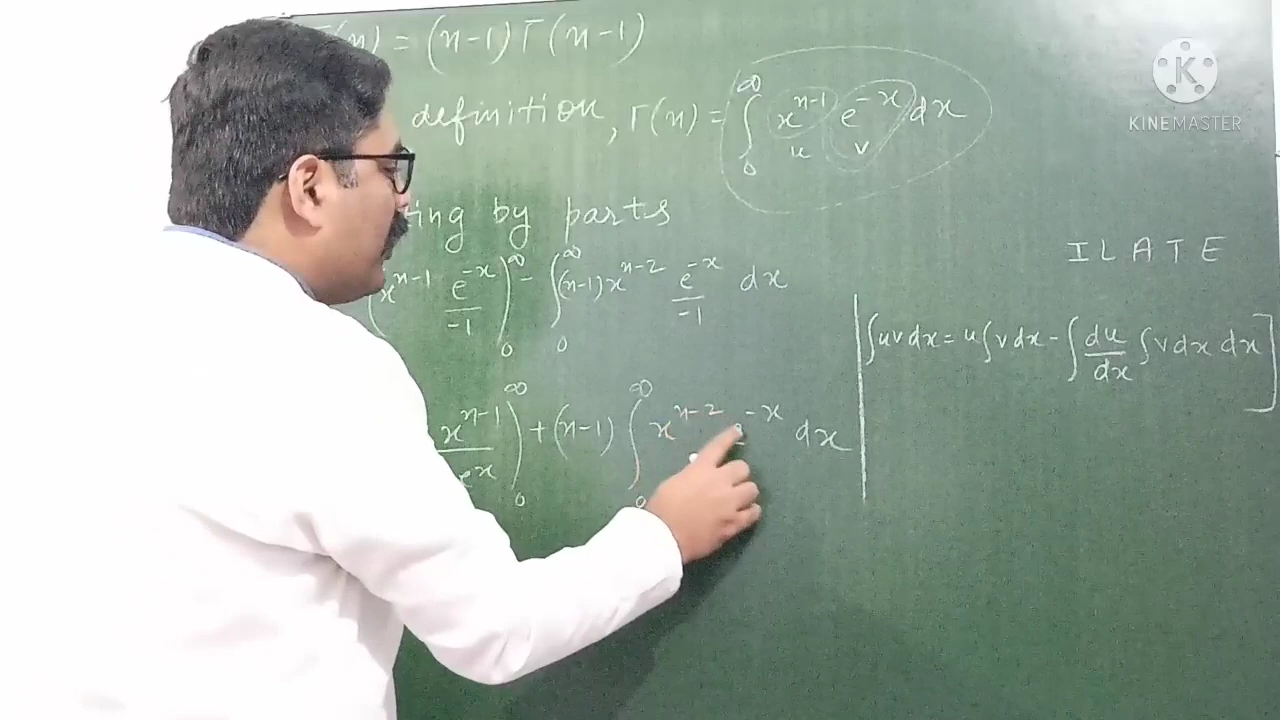 (n) = (n-1) Γ(n-1)
definition, Γ(n) = ∫₀^∞ x^{n-1} e^{-x} dx
u v
ing by parts
I L A T E
(x^{n-1} e^{-x}/-1)₀^∞ - ∫₀^∞ (n-1) x^{n-2} e^{-x}/-1 dx
∫uv dx = u∫v dx - ∫ du/dx ∫v dx dx]
x^{n-1}/e^x)₀^∞ + (n-1) ∫₀^∞ x^{n-2} e^{-x} dx
K
KINEMASTER